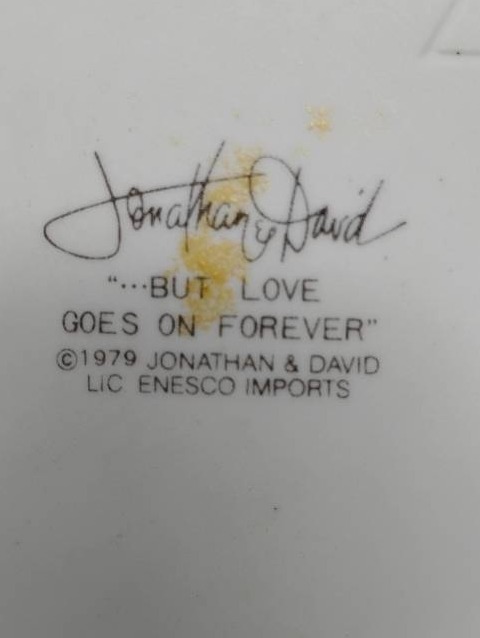 Jonathan & David
"...BUT LOVE
GOES ON FOREVER"
©1979 JONATHAN & DAVID
LiC ENESCO IMPORTS